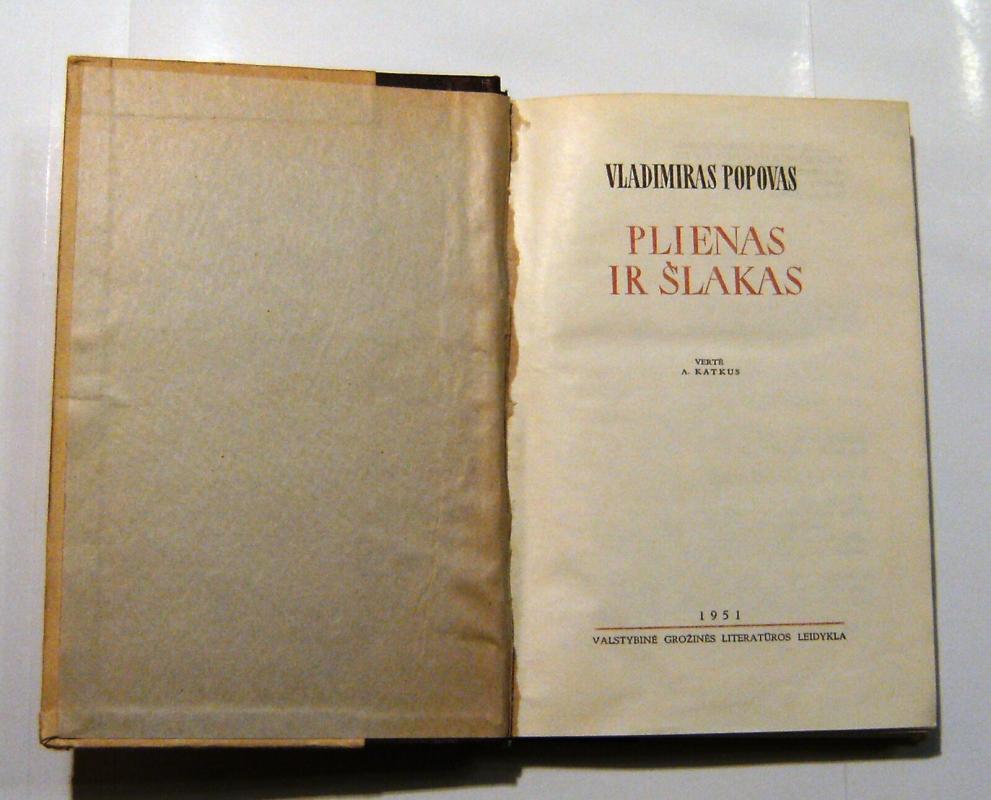 VLADIMIRAS POPOVAS
PLIENAS
IR ŠLAKAS
VERTĖ
A. KATKUS
1951
VALSTYBINĖ GROŽINĖS LITERATŪROS LEIDYKLA